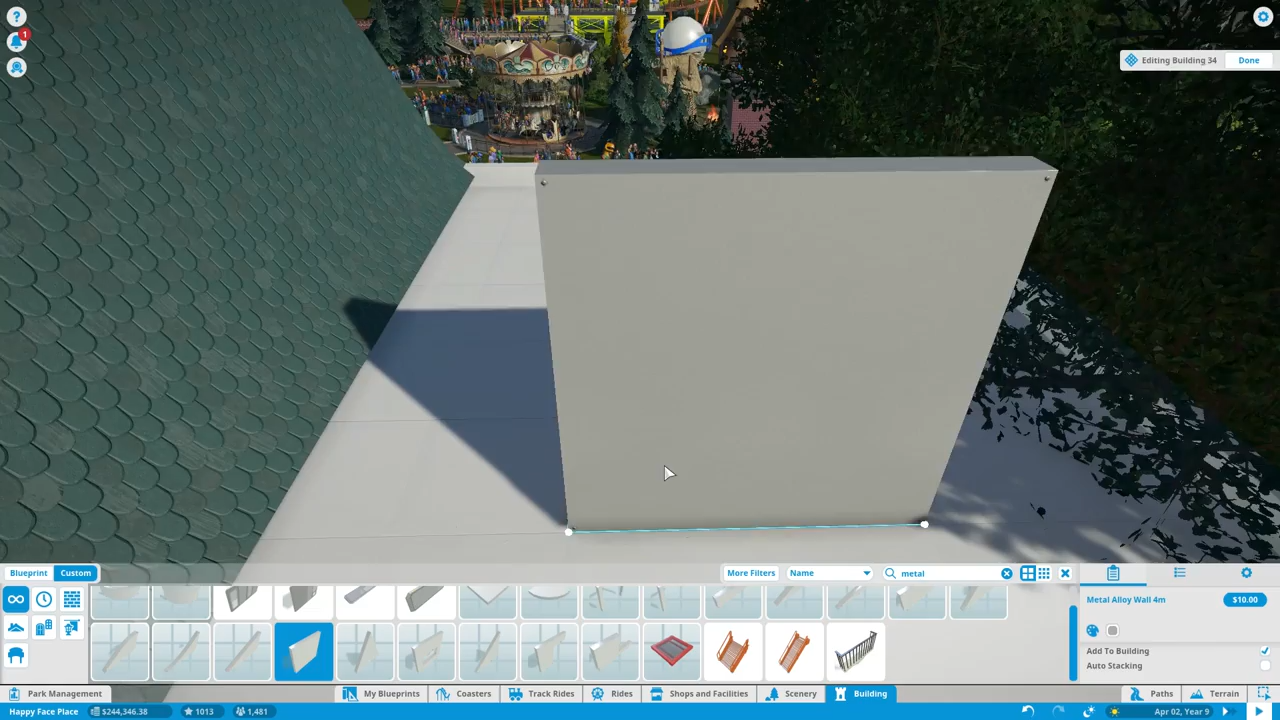 ?
1
Editing Building 34
Done
Blueprint
Custom
More Filters
Name
metal
Metal Alloy Wall 4m
$10.00
Add To Building
Auto Stacking
Park Management
My Blueprints
Coasters
Track Rides
Rides
Shops and Facilities
Scenery
Building
Paths
Terrain
Happy Face Place
$244,346.38
1013
1,481
Apr 02, Year 9